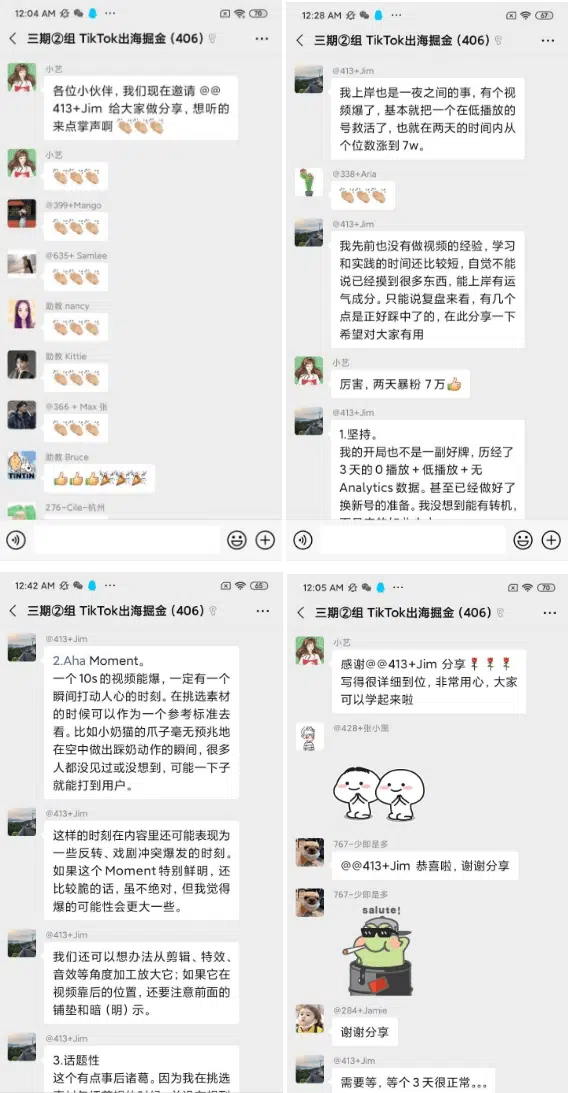 12:04 AM
70
三期②组 TikTok出海掘金 (406)
小艺
各位小伙伴，我们现在邀请 @@
413+Jim 给大家做分享，想听的
来点掌声啊
小艺
@399+Mango
@635+ Samlee
助教 nancy
助教 Kittie
@366 + Max 张
助教 Bruce
TINTIN
276-Cile-杭州
12:28 AM
67
三期②组 TikTok出海掘金 (406)
@413+Jim
我上岸也是一夜之间的事，有个视
频爆了，基本就把一个在低播放的
号救活了，也就在两天的时间内从
个位数涨到 7w。
@338+Aria
@413+Jim
我先前也没有做视频的经验，学习
和实践的时间还比较短，自觉不能
说已经摸到很多东西，能上岸有运
气成分。只能说复盘来看，有几个
点是正好踩中了的，在此分享一下
希望对大家有用
小艺
厉害，两天暴粉 7 万
@413+Jim
1.坚持。
我的开局也不是一副好牌，历经了
3 天的 0 播放 + 低播放 + 无
Analytics 数据。甚至已经做好了
换新号的准备。我没想到能有转机，
12:42 AM
65
三期②组 TikTok出海掘金 (406)
@413+Jim
2.Aha Moment。
一个 10s 的视频能爆，一定有一个
瞬间打动人心的时刻。在挑选素材
的时候可以作为一个参考标准去
看。比如小奶猫的爪子毫无预兆地
在空中做出踩奶动作的瞬间，很多
人都没见过或没想到，可能一下子
就能打到用户。
@413+Jim
这样的时刻在内容里还可能表现为
一些反转、戏剧冲突爆发的时刻。
如果这个Moment特别鲜明，还
比较脆的话，虽不绝对，但我觉得
爆的可能性会更大一些。
@413+Jim
我们还可以想办法从剪辑、特效、
音效等角度加工放大它；如果它在
视频靠后的位置，还要注意前面的
铺垫和暗（明）示。
@413+Jim
3.话题性
这个有点事后诸葛。因为我在挑选
12:05 AM
70
三期②组 TikTok出海掘金 (406)
小艺
感谢@@413+Jim 分享
写得很详细到位，非常用心，大家
可以学起来啦
@428+张小黑
767-少即是多
@@413+Jim 恭喜啦，谢谢分享
767-少即是多
salute!
@284+Jamie
谢谢分享
@413+Jim
需要等，等个 3 天很正常。。。